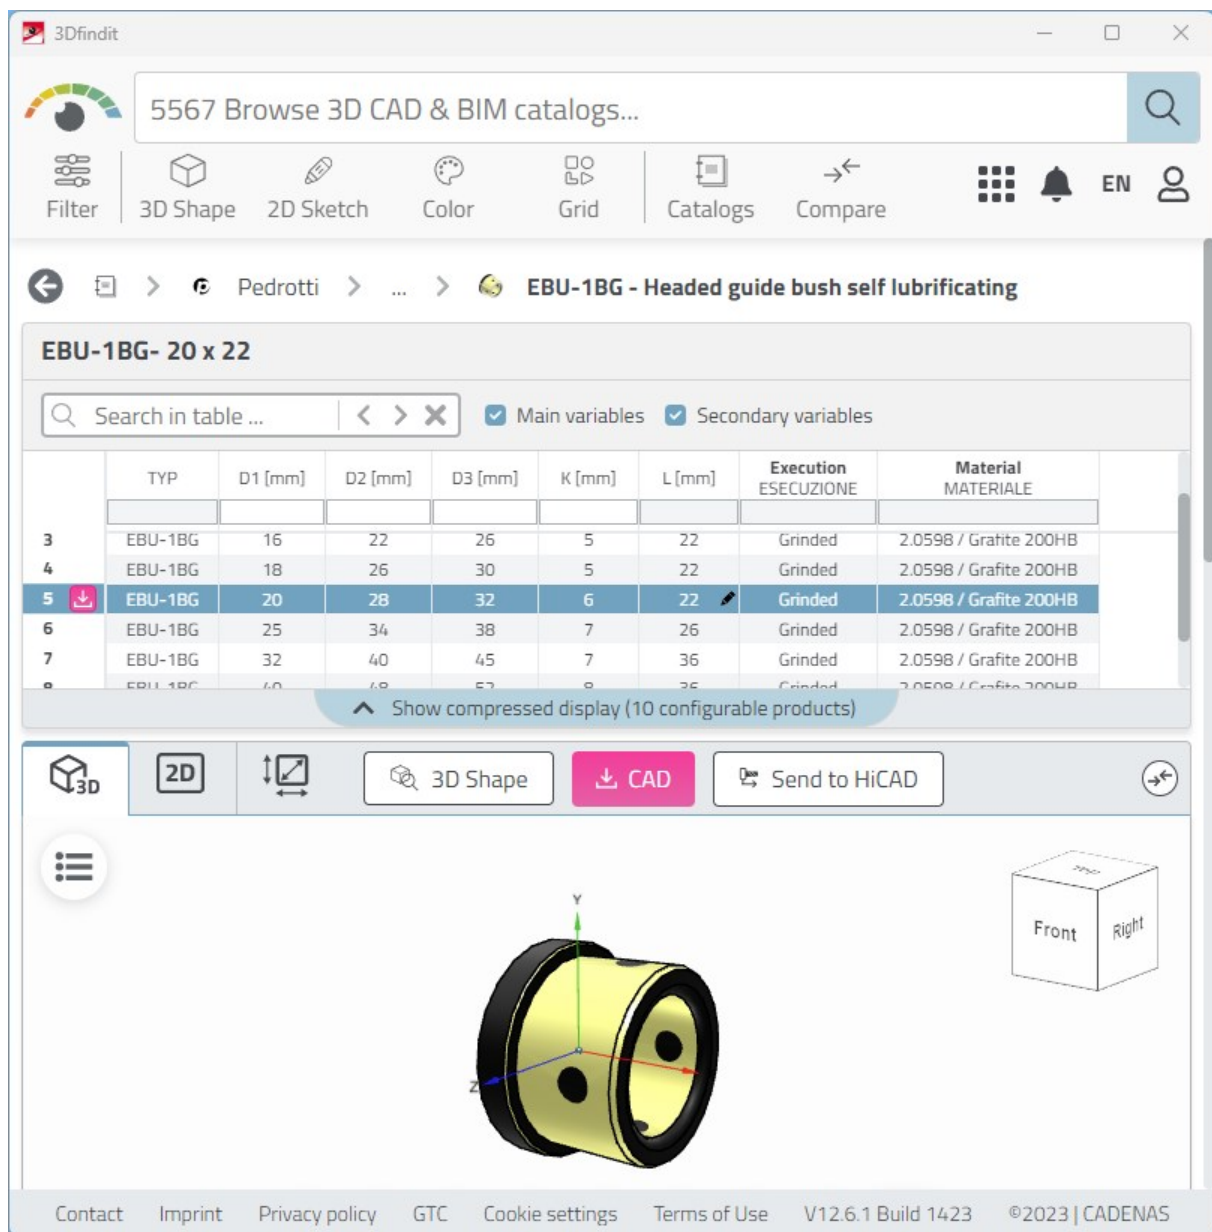 3Dfindit
5567 Browse 3D CAD & BIM catalogs...
Filter 3D Shape 2D Sketch Color Grid Catalogs Compare EN
Pedrotti > ... > EBU-1BG - Headed guide bush self lubrificating
EBU-1BG- 20 x 22
Search in table ... Main variables Secondary variables
TYP D1 [mm] D2 [mm] D3 [mm] K [mm] L [mm] Execution ESECUZIONE Material MATERIALE
3 EBU-1BG 16 22 26 5 22 Grinded 2.0598 / Grafite 200HB
4 EBU-1BG 18 26 30 5 22 Grinded 2.0598 / Grafite 200HB
5 EBU-1BG 20 28 32 6 22 Grinded 2.0598 / Grafite 200HB
6 EBU-1BG 25 34 38 7 26 Grinded 2.0598 / Grafite 200HB
7 EBU-1BG 32 40 45 7 36 Grinded 2.0598 / Grafite 200HB
Show compressed display (10 configurable products)
3D 2D 3D Shape CAD Send to HiCAD
Front Right
Y
Z
Contact Imprint Privacy policy GTC Cookie settings Terms of Use V12.6.1 Build 1423 ©2023 | CADENAS